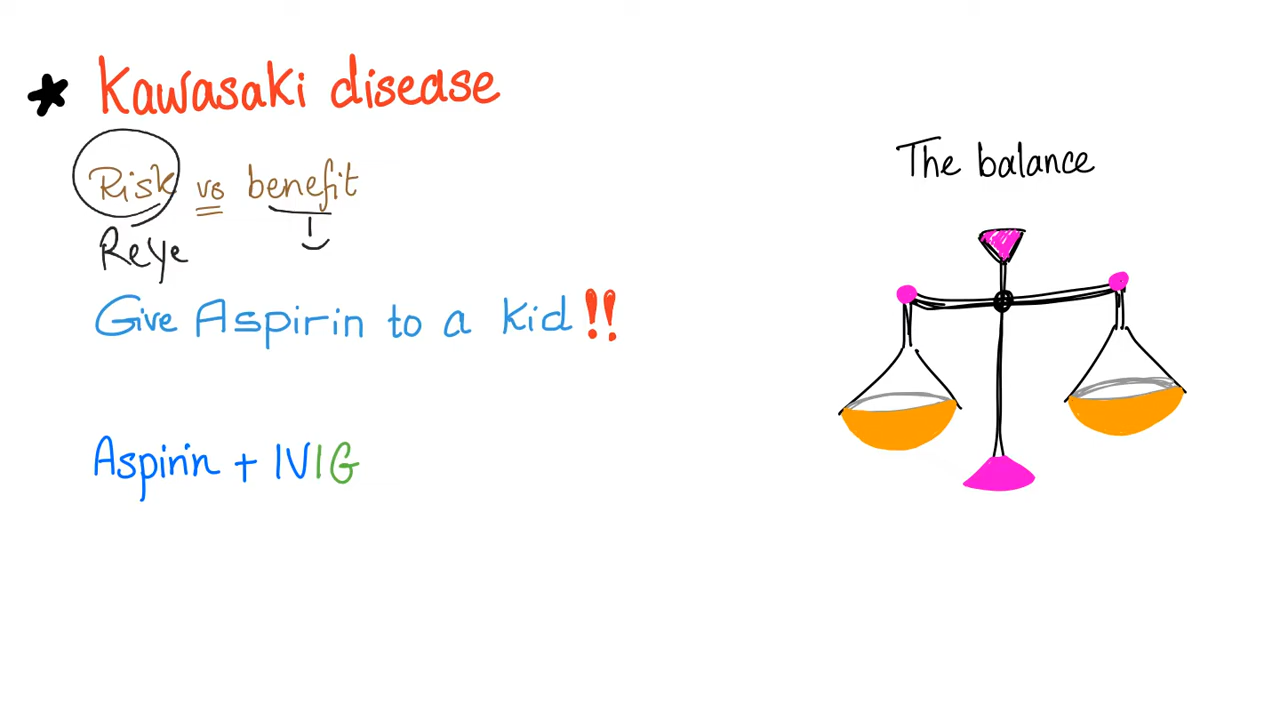 Kawasaki disease
Risk vs benefit
Reye
Give Aspirin to a kid!!
Aspirin + IVIG
The balance